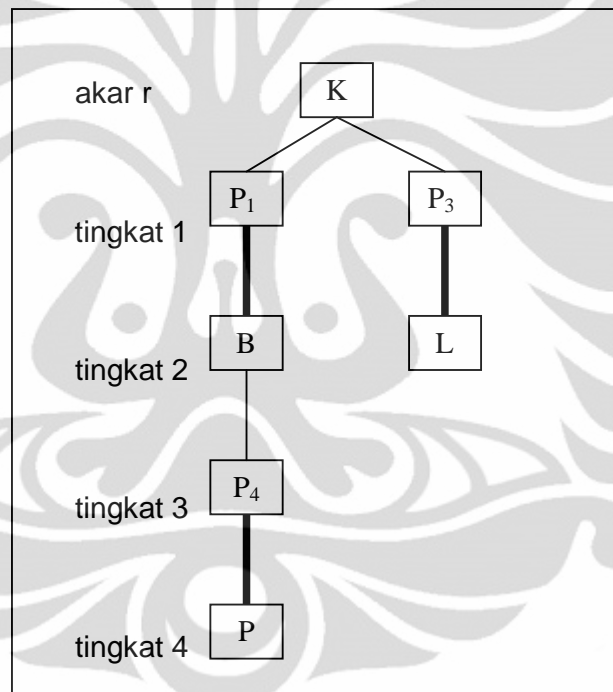 akar r
K
P₁
P₃
tingkat 1
B
L
tingkat 2
P₄
tingkat 3
P
tingkat 4